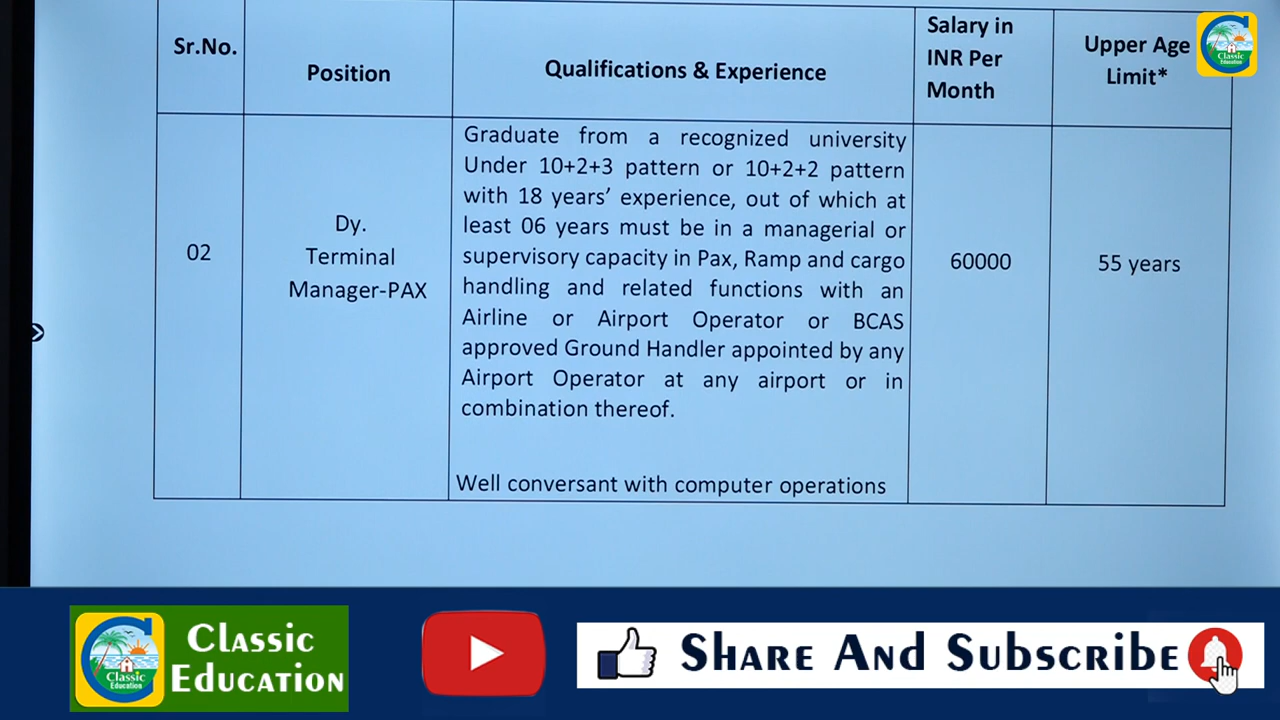 Sr.No.
Position
Qualifications & Experience
Salary in
INR Per
Month
Upper Age
Limit*
02
Dy.
Terminal
Manager-PAX
Graduate from a recognized university
Under 10+2+3 pattern or 10+2+2 pattern
with 18 years’ experience, out of which at
least 06 years must be in a managerial or
supervisory capacity in Pax, Ramp and cargo
handling and related functions with an
Airline or Airport Operator or BCAS
approved Ground Handler appointed by any
Airport Operator at any airport or in
combination thereof.
Well conversant with computer operations
60000
55 years
Classic
Education
Classic
Education
Classic
Education
Share And Subscribe